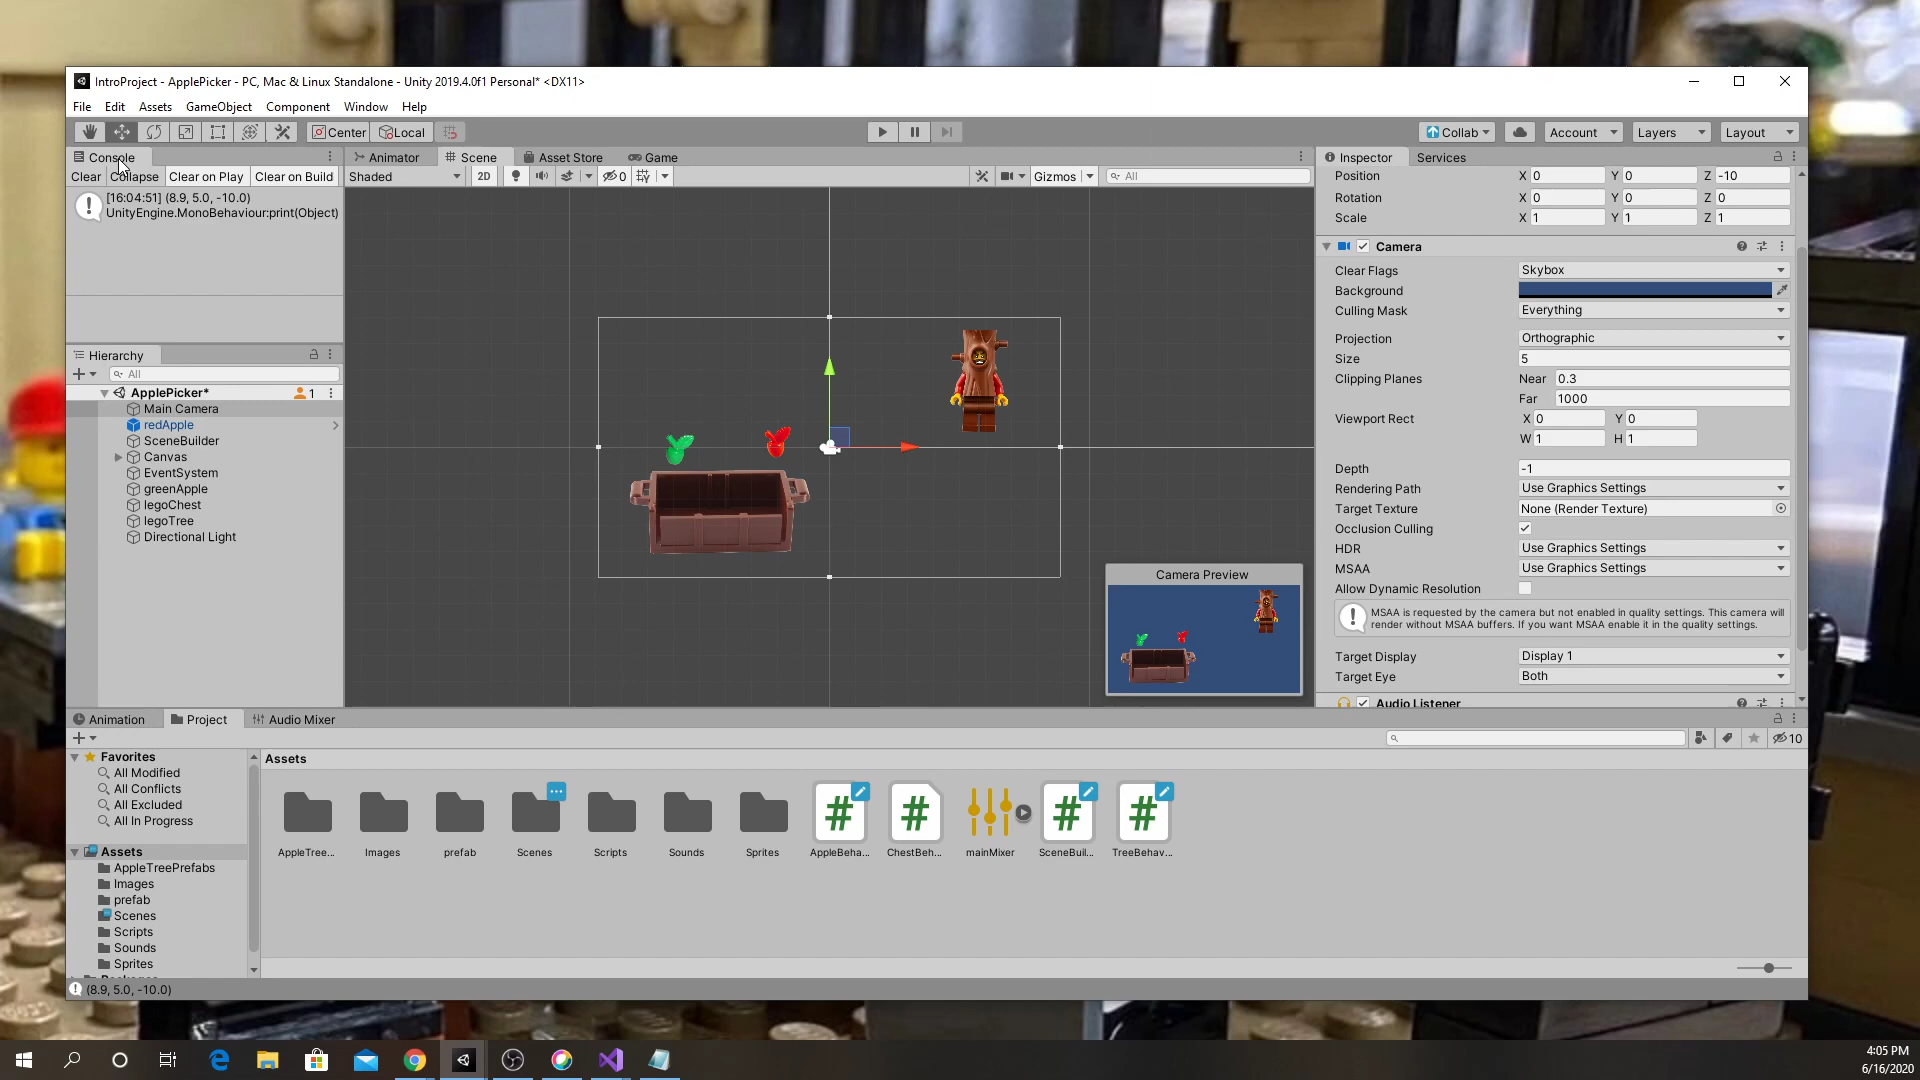 IntroProject - ApplePicker - PC, Mac & Linux Standalone - Unity 2019.4.0f1 Personal* <DX11>
File Edit Assets GameObject Component Window Help
Center Local Collab Account Layers Layout
Console
Clear Collapse Clear on Play Clear on Build
[16:04:51] (8.9, 5.0, -10.0)
UnityEngine.MonoBehaviour:print(Object)
Hierarchy
All
ApplePicker* 1
Main Camera
redApple
SceneBuilder
Canvas
EventSystem
greenApple
legoChest
legoTree
Directional Light
Animator Scene Asset Store Game
Shaded 2D 0 Gizmos All
Camera Preview
Inspector Services
Position X 0 Y 0 Z -10
Rotation X 0 Y 0 Z 0
Scale X 1 Y 1 Z 1
Camera
Clear Flags Skybox
Background
Culling Mask Everything
Projection Orthographic
Size 5
Clipping Planes Near 0.3
Far 1000
Viewport Rect X 0 Y 0
W 1 H 1
Depth -1
Rendering Path Use Graphics Settings
Target Texture None (Render Texture)
Occlusion Culling
HDR Use Graphics Settings
MSAA Use Graphics Settings
Allow Dynamic Resolution
MSAA is requested by the camera but not enabled in quality settings. This camera will
render without MSAA buffers. If you want MSAA enable it in the quality settings.
Target Display Display 1
Target Eye Both
Audio Listener
Animation Project Audio Mixer
10
Favorites
All Modified
All Conflicts
All Excluded
All In Progress
Assets
AppleTreePrefabs
Images
prefab
Scenes
Scripts
Sounds
Sprites
Packages
Assets
AppleTree... Images prefab Scenes Scripts Sounds Sprites AppleBeha... ChestBeh... mainMixer SceneBuil... TreeBehav...
(8.9, 5.0, -10.0)
4:05 PM
6/16/2020